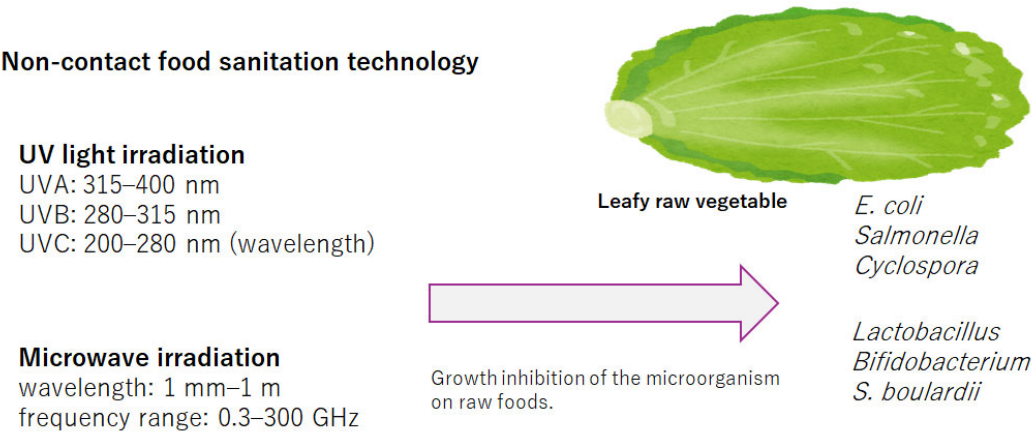 Non-contact food sanitation technology
UV light irradiation
UVA: 315–400 nm
UVB: 280–315 nm
UVC: 200–280 nm (wavelength)
Microwave irradiation
wavelength: 1 mm–1 m
frequency range: 0.3–300 GHz
Growth inhibition of the microorganism
on raw foods.
Leafy raw vegetable
E. coli
Salmonella
Cyclospora
Lactobacillus
Bifidobacterium
S. boulardii